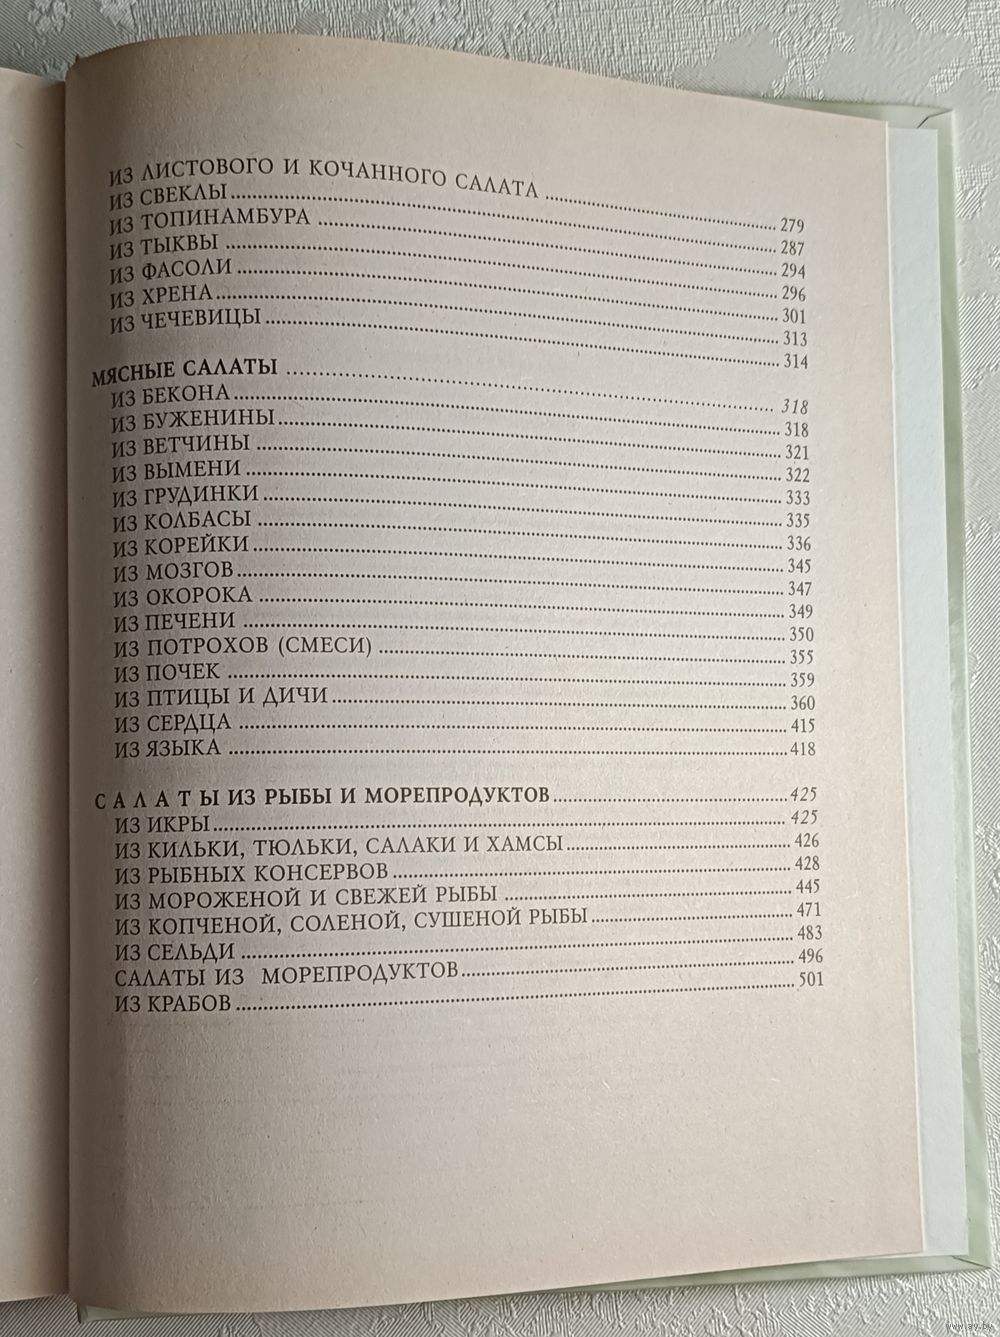 ИЗ ЛИСТОВОГО И КОЧАННОГО САЛАТА ........ 279
ИЗ СВЕКЛЫ ........ 287
ИЗ ТОПИНАМБУРА ........ 294
ИЗ ТЫКВЫ ........ 296
ИЗ ФАСОЛИ ........ 301
ИЗ ХРЕНА ........ 313
ИЗ ЧЕЧЕВИЦЫ ........ 314
МЯСНЫЕ САЛАТЫ ........ 318
ИЗ БЕКОНА ........ 318
ИЗ БУЖЕНИНЫ ........ 321
ИЗ ВЕТЧИНЫ ........ 322
ИЗ ВЫМЕНИ ........ 333
ИЗ ГРУДИНКИ ........ 335
ИЗ КОЛБАСЫ ........ 336
ИЗ КОРЕЙКИ ........ 345
ИЗ МОЗГОВ ........ 347
ИЗ ОКОРОКА ........ 349
ИЗ ПЕЧЕНИ ........ 350
ИЗ ПОТРОХОВ (СМЕСИ) ........ 355
ИЗ ПОЧЕК ........ 359
ИЗ ПТИЦЫ И ДИЧИ ........ 360
ИЗ СЕРДЦА ........ 415
ИЗ ЯЗЫКА ........ 418
САЛАТЫ ИЗ РЫБЫ И МОРЕПРОДУКТОВ ........ 425
ИЗ ИКРЫ ........ 425
ИЗ КИЛЬКИ, ТЮЛЬКИ, САЛАКИ И ХАМСЫ ........ 426
ИЗ РЫБНЫХ КОНСЕРВОВ ........ 428
ИЗ МОРОЖЕНОЙ И СВЕЖЕЙ РЫБЫ ........ 445
ИЗ КОПЧЕНОЙ, СОЛЕНОЙ, СУШЕНОЙ РЫБЫ ........ 471
ИЗ СЕЛЬДИ ........ 483
САЛАТЫ ИЗ МОРЕПРОДУКТОВ ........ 496
ИЗ КРАБОВ ........ 501
www.ay.by